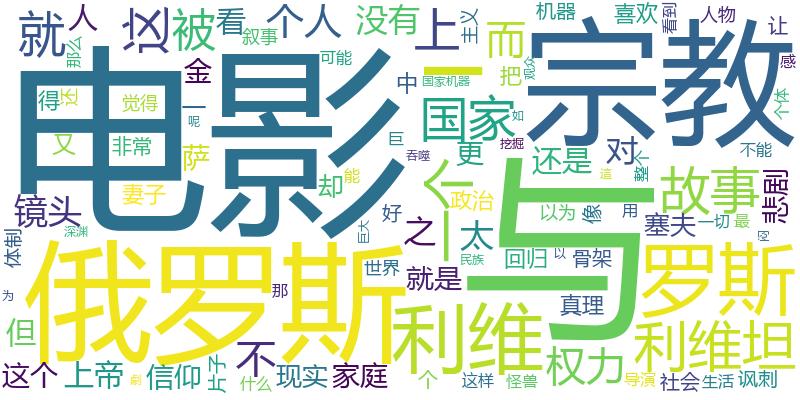 就 人 这 被 看 个人 没有 上 一 而 机器 喜欢 看到 人物 让
那么 叙事 主义 可能 把 不能 感
电影 宗教
得 还 觉得 金 一 中 国家机器 观众 个体
又 非常 呢 萨 巨 国家 如 挖掘
妻子 却 能 吞噬 更 还是 对 整个
镜头 深渊 巨大 好 之 个 政治 与 以为 像 用 故事 悲剧
体制 俄罗斯 那 世界 太 民族 回归 以 骨架 塞夫 一切 最 闷 這
为 就是 真理 罗斯
但 不 利维 利维坦
这个 上帝 剧 信仰 片子 什么 现实 家庭 个 这样 怪兽 权力 导演 社会 生活 讽刺